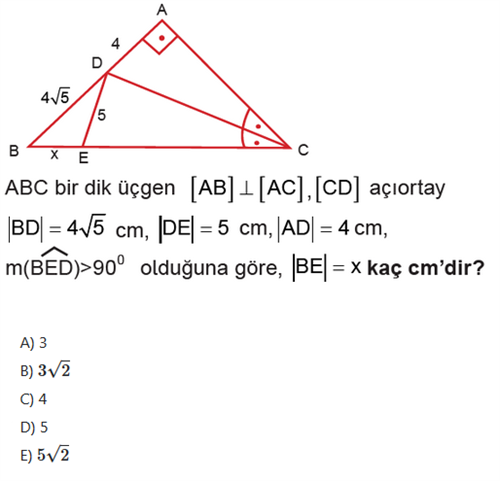 A
4
D
4√5
5
B
x
E
C
ABC bir dik üçgen [AB]⊥[AC],[CD] açıortay
|BD| = 4√5 cm, |DE| = 5 cm, |AD| = 4 cm,
m(BED)>90⁰ olduğuna göre, |BE| = x kaç cm'dir?
A) 3
B) 3√2
C) 4
D) 5
E) 5√2